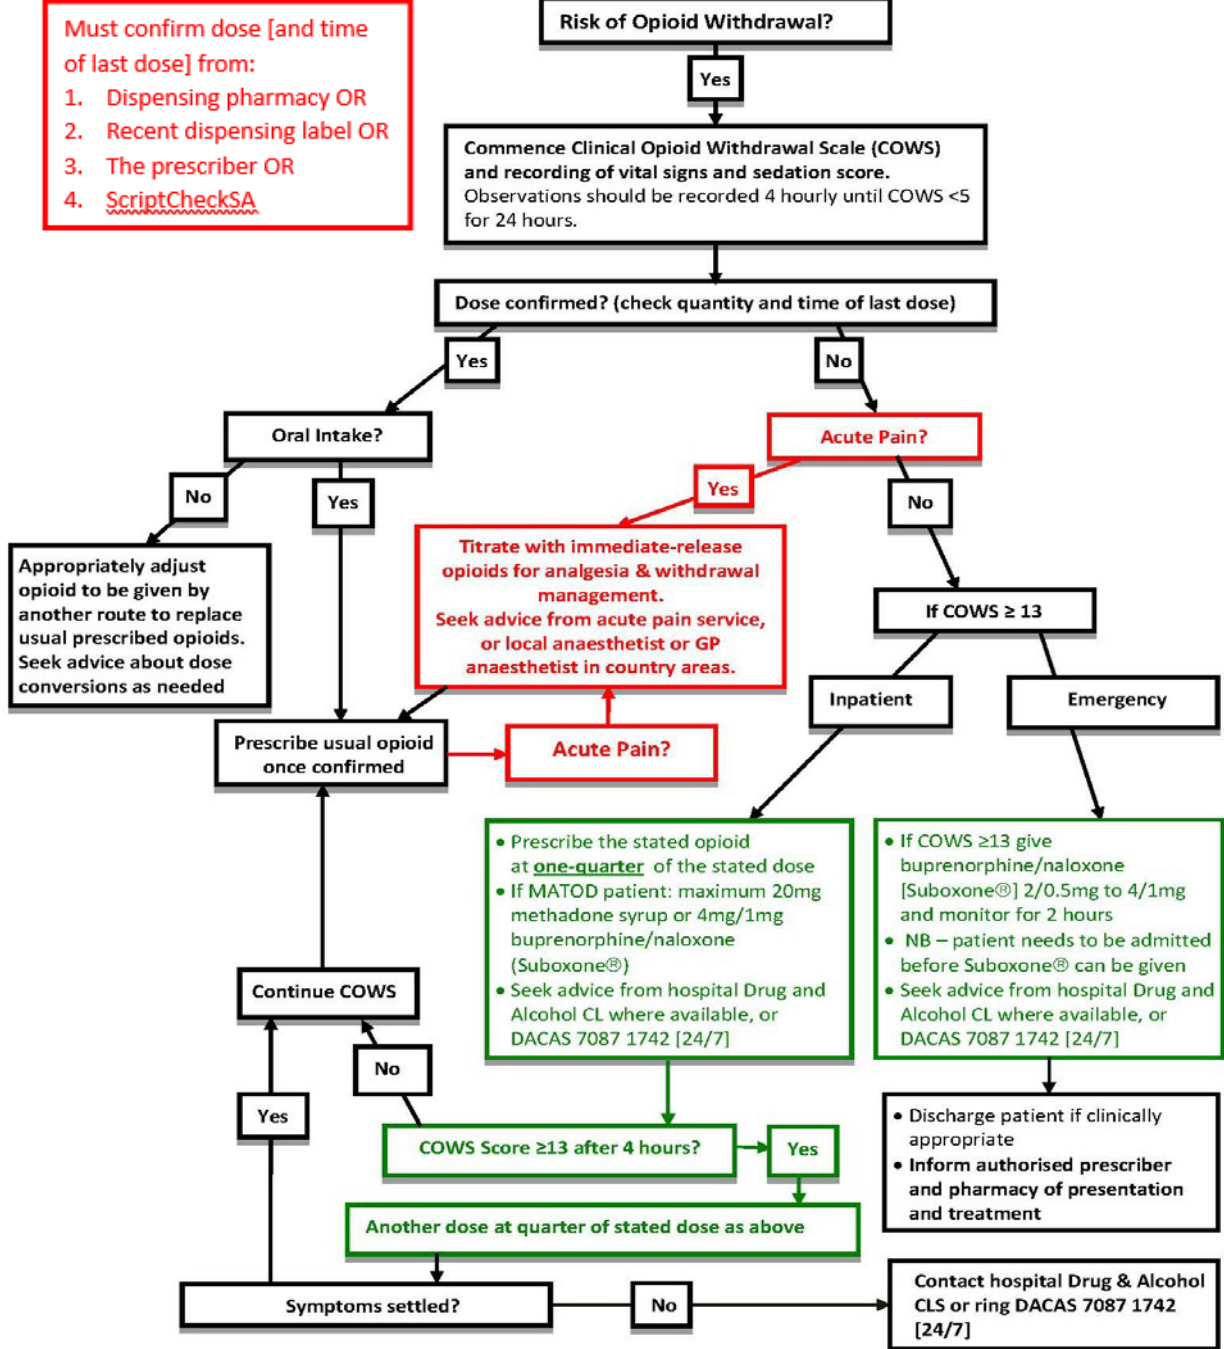 Must confirm dose [and time
of last dose] from:
1. Dispensing pharmacy OR
2. Recent dispensing label OR
3. The prescriber OR
4. ScriptCheckSA
Risk of Opioid Withdrawal?
Yes
Commence Clinical Opioid Withdrawal Scale (COWS)
and recording of vital signs and sedation score.
Observations should be recorded 4 hourly until COWS <5
for 24 hours.
Dose confirmed? (check quantity and time of last dose)
Yes
No
Oral Intake?
Acute Pain?
No
Yes
Yes
No
Appropriately adjust
opioid to be given by
another route to replace
usual prescribed opioids.
Seek advice about dose
conversions as needed
Titrate with immediate-release
opioids for analgesia & withdrawal
management.
Seek advice from acute pain service,
or local anaesthetist or GP
anaesthetist in country areas.
If COWS ≥ 13
Inpatient
Emergency
Prescribe usual opioid
once confirmed
Acute Pain?
• Prescribe the stated opioid
at one-quarter of the stated dose
• If MATOD patient: maximum 20mg
methadone syrup or 4mg/1mg
buprenorphine/naloxone
(Suboxone®)
• Seek advice from hospital Drug and
Alcohol CL where available, or
DACAS 7087 1742 [24/7]
• If COWS ≥13 give
buprenorphine/naloxone
[Suboxone®] 2/0.5mg to 4/1mg
and monitor for 2 hours
• NB – patient needs to be admitted
before Suboxone® can be given
• Seek advice from hospital Drug and
Alcohol CL where available, or
DACAS 7087 1742 [24/7]
Continue COWS
No
Yes
COWS Score ≥13 after 4 hours?
Yes
• Discharge patient if clinically
appropriate
• Inform authorised prescriber
and pharmacy of presentation
and treatment
Another dose at quarter of stated dose as above
Symptoms settled?
No
Contact hospital Drug & Alcohol
CLS or ring DACAS 7087 1742
[24/7]